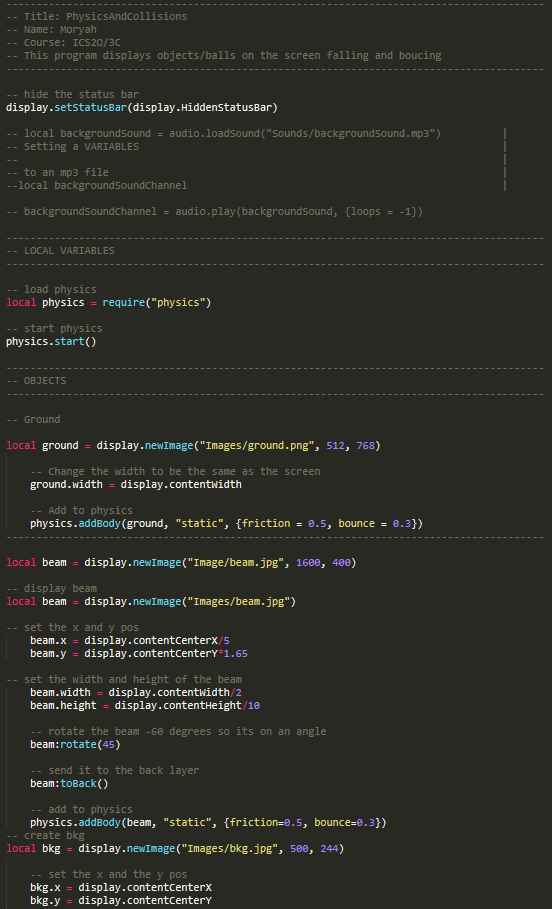 --------------------------------------------------------------------------------
-- Title: PhysicsAndCollisions
-- Name: Moryah
-- Course: ICS2O/3C
-- This program displays objects/balls on the screen falling and boucing
--------------------------------------------------------------------------------
-- hide the status bar
display.setStatusBar(display.HiddenStatusBar)
-- local backgroundSound = audio.loadSound("Sounds/backgroundSound.mp3") |
-- Setting a VARIABLES |
-- |
-- to an mp3 file |
--local backgroundSoundChannel |
-- backgroundSoundChannel = audio.play(backgroundSound, {loops = -1})
--------------------------------------------------------------------------------
-- LOCAL VARIABLES
--------------------------------------------------------------------------------
-- load physics
local physics = require("physics")
-- start physics
physics.start()
--------------------------------------------------------------------------------
-- OBJECTS
--------------------------------------------------------------------------------
-- Ground
local ground = display.newImage("Images/ground.png", 512, 768)
-- Change the width to be the same as the screen
ground.width = display.contentWidth
-- Add to physics
physics.addBody(ground, "static", {friction = 0.5, bounce = 0.3})
--------------------------------------------------------------------------------
local beam = display.newImage("Image/beam.jpg", 1600, 400)
-- display beam
local beam = display.newImage("Images/beam.jpg")
-- set the x and y pos
beam.x = display.contentCenterX/5
beam.y = display.contentCenterY*1.65
-- set the width and height of the beam
beam.width = display.contentWidth/2
beam.height = display.contentHeight/10
-- rotate the beam -60 degrees so its on an angle
beam:rotate(45)
-- send it to the back layer
beam:toBack()
-- add to physics
physics.addBody(beam, "static", {friction=0.5, bounce=0.3})
-- create bkg
local bkg = display.newImage("Images/bkg.jpg", 500, 244)
-- set the x and the y pos
bkg.x = display.contentCenterX
bkg.y = display.contentCenterY